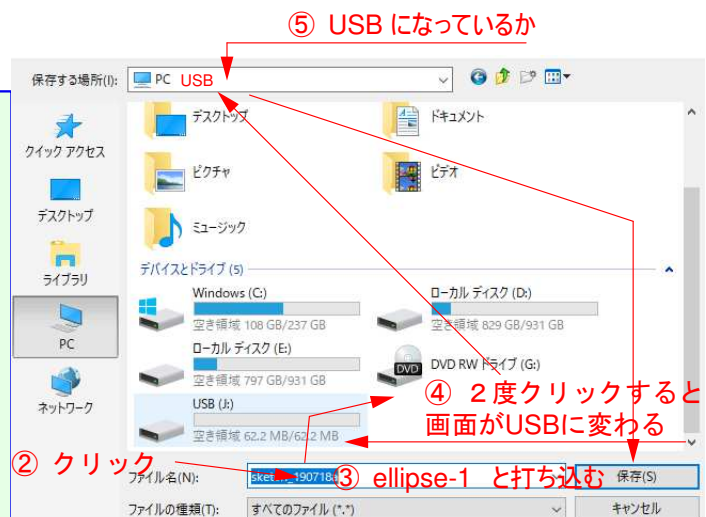 ⑤ USB になっているか
保存する場所(I):
PC USB
クイック アクセス
デスクトップ
ライブラリ
PC
ネットワーク
デスクトップ
ドキュメント
ピクチャ
ビデオ
ミュージック
デバイスとドライブ (5)
Windows (C:)
空き領域 108 GB/237 GB
ローカル ディスク (D:)
空き領域 829 GB/931 GB
ローカル ディスク (E:)
空き領域 797 GB/931 GB
DVD RW ドライブ (G:)
DVD
USB (J:)
空き領域 62.2 MB/62.2 MB
④ 2度クリックすると
画面がUSBに変わる
② クリック
ファイル名(N):
③ ellipse-1 と打ち込む
保存(S)
ファイルの種類(T):
すべてのファイル (*.*)
キャンセル